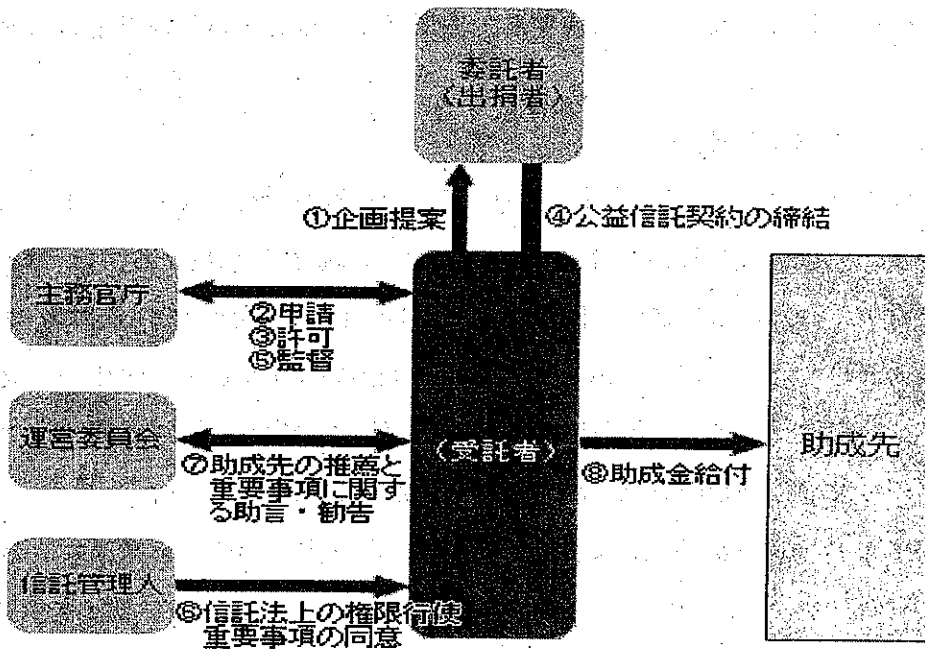 委託者
〈出捐者〉
①企画提案
④公益信託契約の締結
主務官庁
②申請
③許可
⑤監督
運営委員会
⑦助成先の推薦と
重要事項に関す
る助言・勧告
〈受託者〉
⑧助成金給付
助成先
信託管理人
⑥信託法上の権限行使
重要事項の同意